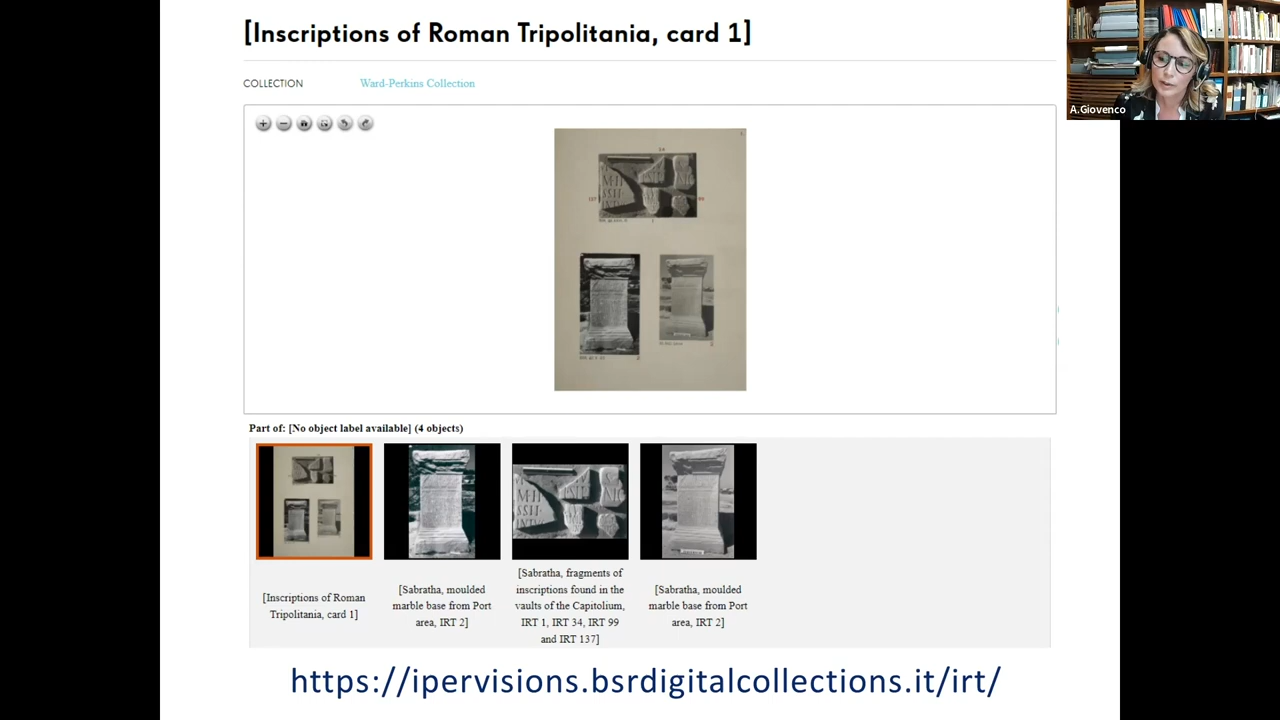 [Inscriptions of Roman Tripolitania, card 1]
A.Giovenco
COLLECTION Ward-Perkins Collection
Part of: [No object label available] (4 objects)
[Inscriptions of Roman
Tripolitania, card 1]
[Sabratha, moulded
marble base from Port
area, IRT 2]
[Sabratha, fragments of
inscriptions found in the
vaults of the Capitolium,
IRT 1, IRT 34, IRT 99
and IRT 137]
[Sabratha, moulded
marble base from Port
area, IRT 2]
https://ipervisions.bsrdigitalcollections.it/irt/